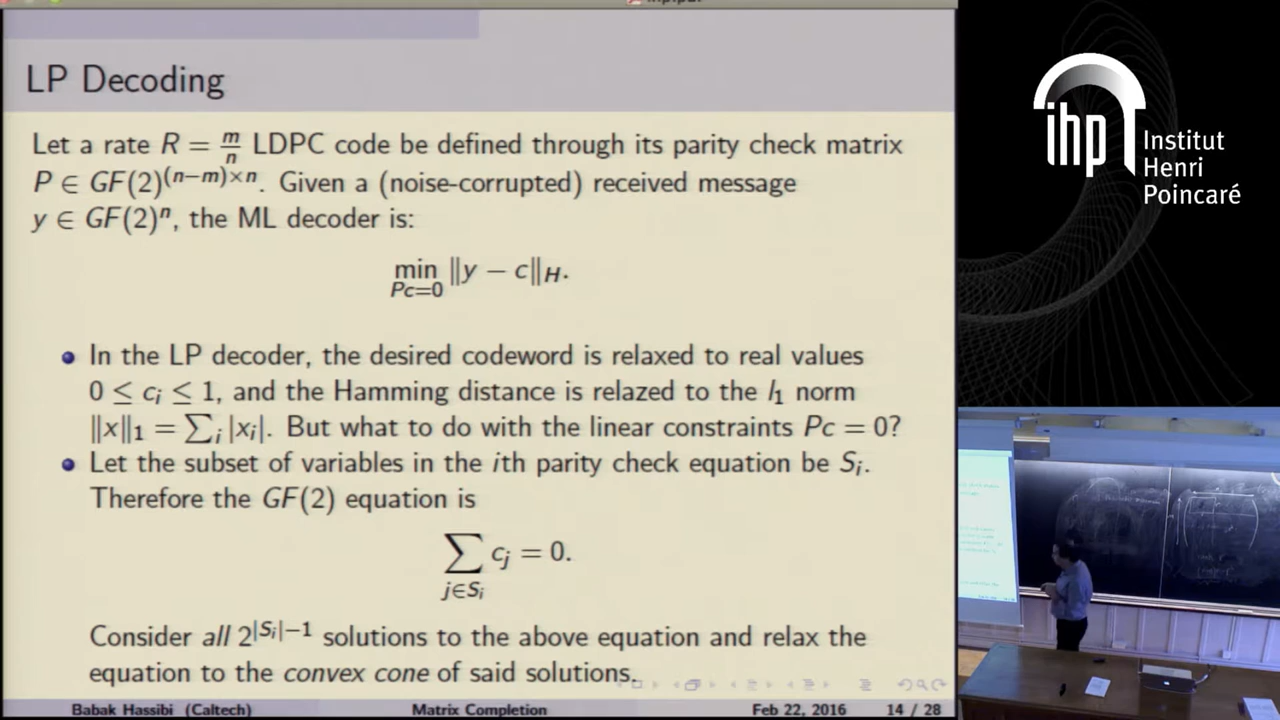 LP Decoding
Let a rate R = m/n LDPC code be defined through its parity check matrix
P ∈ GF(2)^(n−m)×n. Given a (noise-corrupted) received message
y ∈ GF(2)^n, the ML decoder is:
min ‖y − c‖_H.
Pc=0
In the LP decoder, the desired codeword is relaxed to real values
0 ≤ c_i ≤ 1, and the Hamming distance is relazed to the l_1 norm
‖x‖_1 = ∑_i |x_i|. But what to do with the linear constraints Pc = 0?
Let the subset of variables in the ith parity check equation be S_i.
Therefore the GF(2) equation is
∑ c_j = 0.
j∈S_i
Consider all 2^|S_i|−1 solutions to the above equation and relax the
equation to the convex cone of said solutions.
Babak Hassibi (Caltech) Matrix Completion Feb 22, 2016 14 / 28
ihp
Institut
Henri
Poincaré